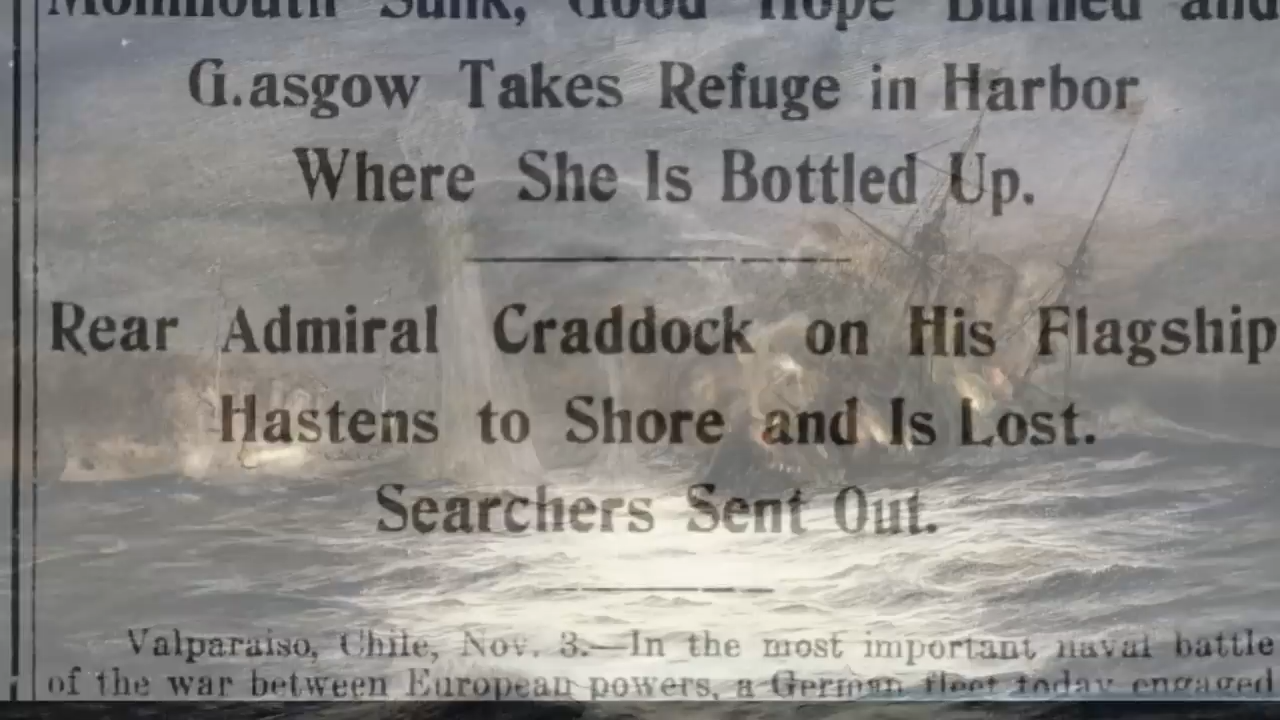 Monmouth Sunk, Good Hope Burned and
G.asgow Takes Refuge in Harbor
Where She Is Bottled Up.
Rear Admiral Craddock on His Flagship
Hastens to Shore and Is Lost.
Searchers Sent Out.
Valparaiso, Chile, Nov. 3.—In the most important naval battle
of the war between European powers, a German fleet today engaged